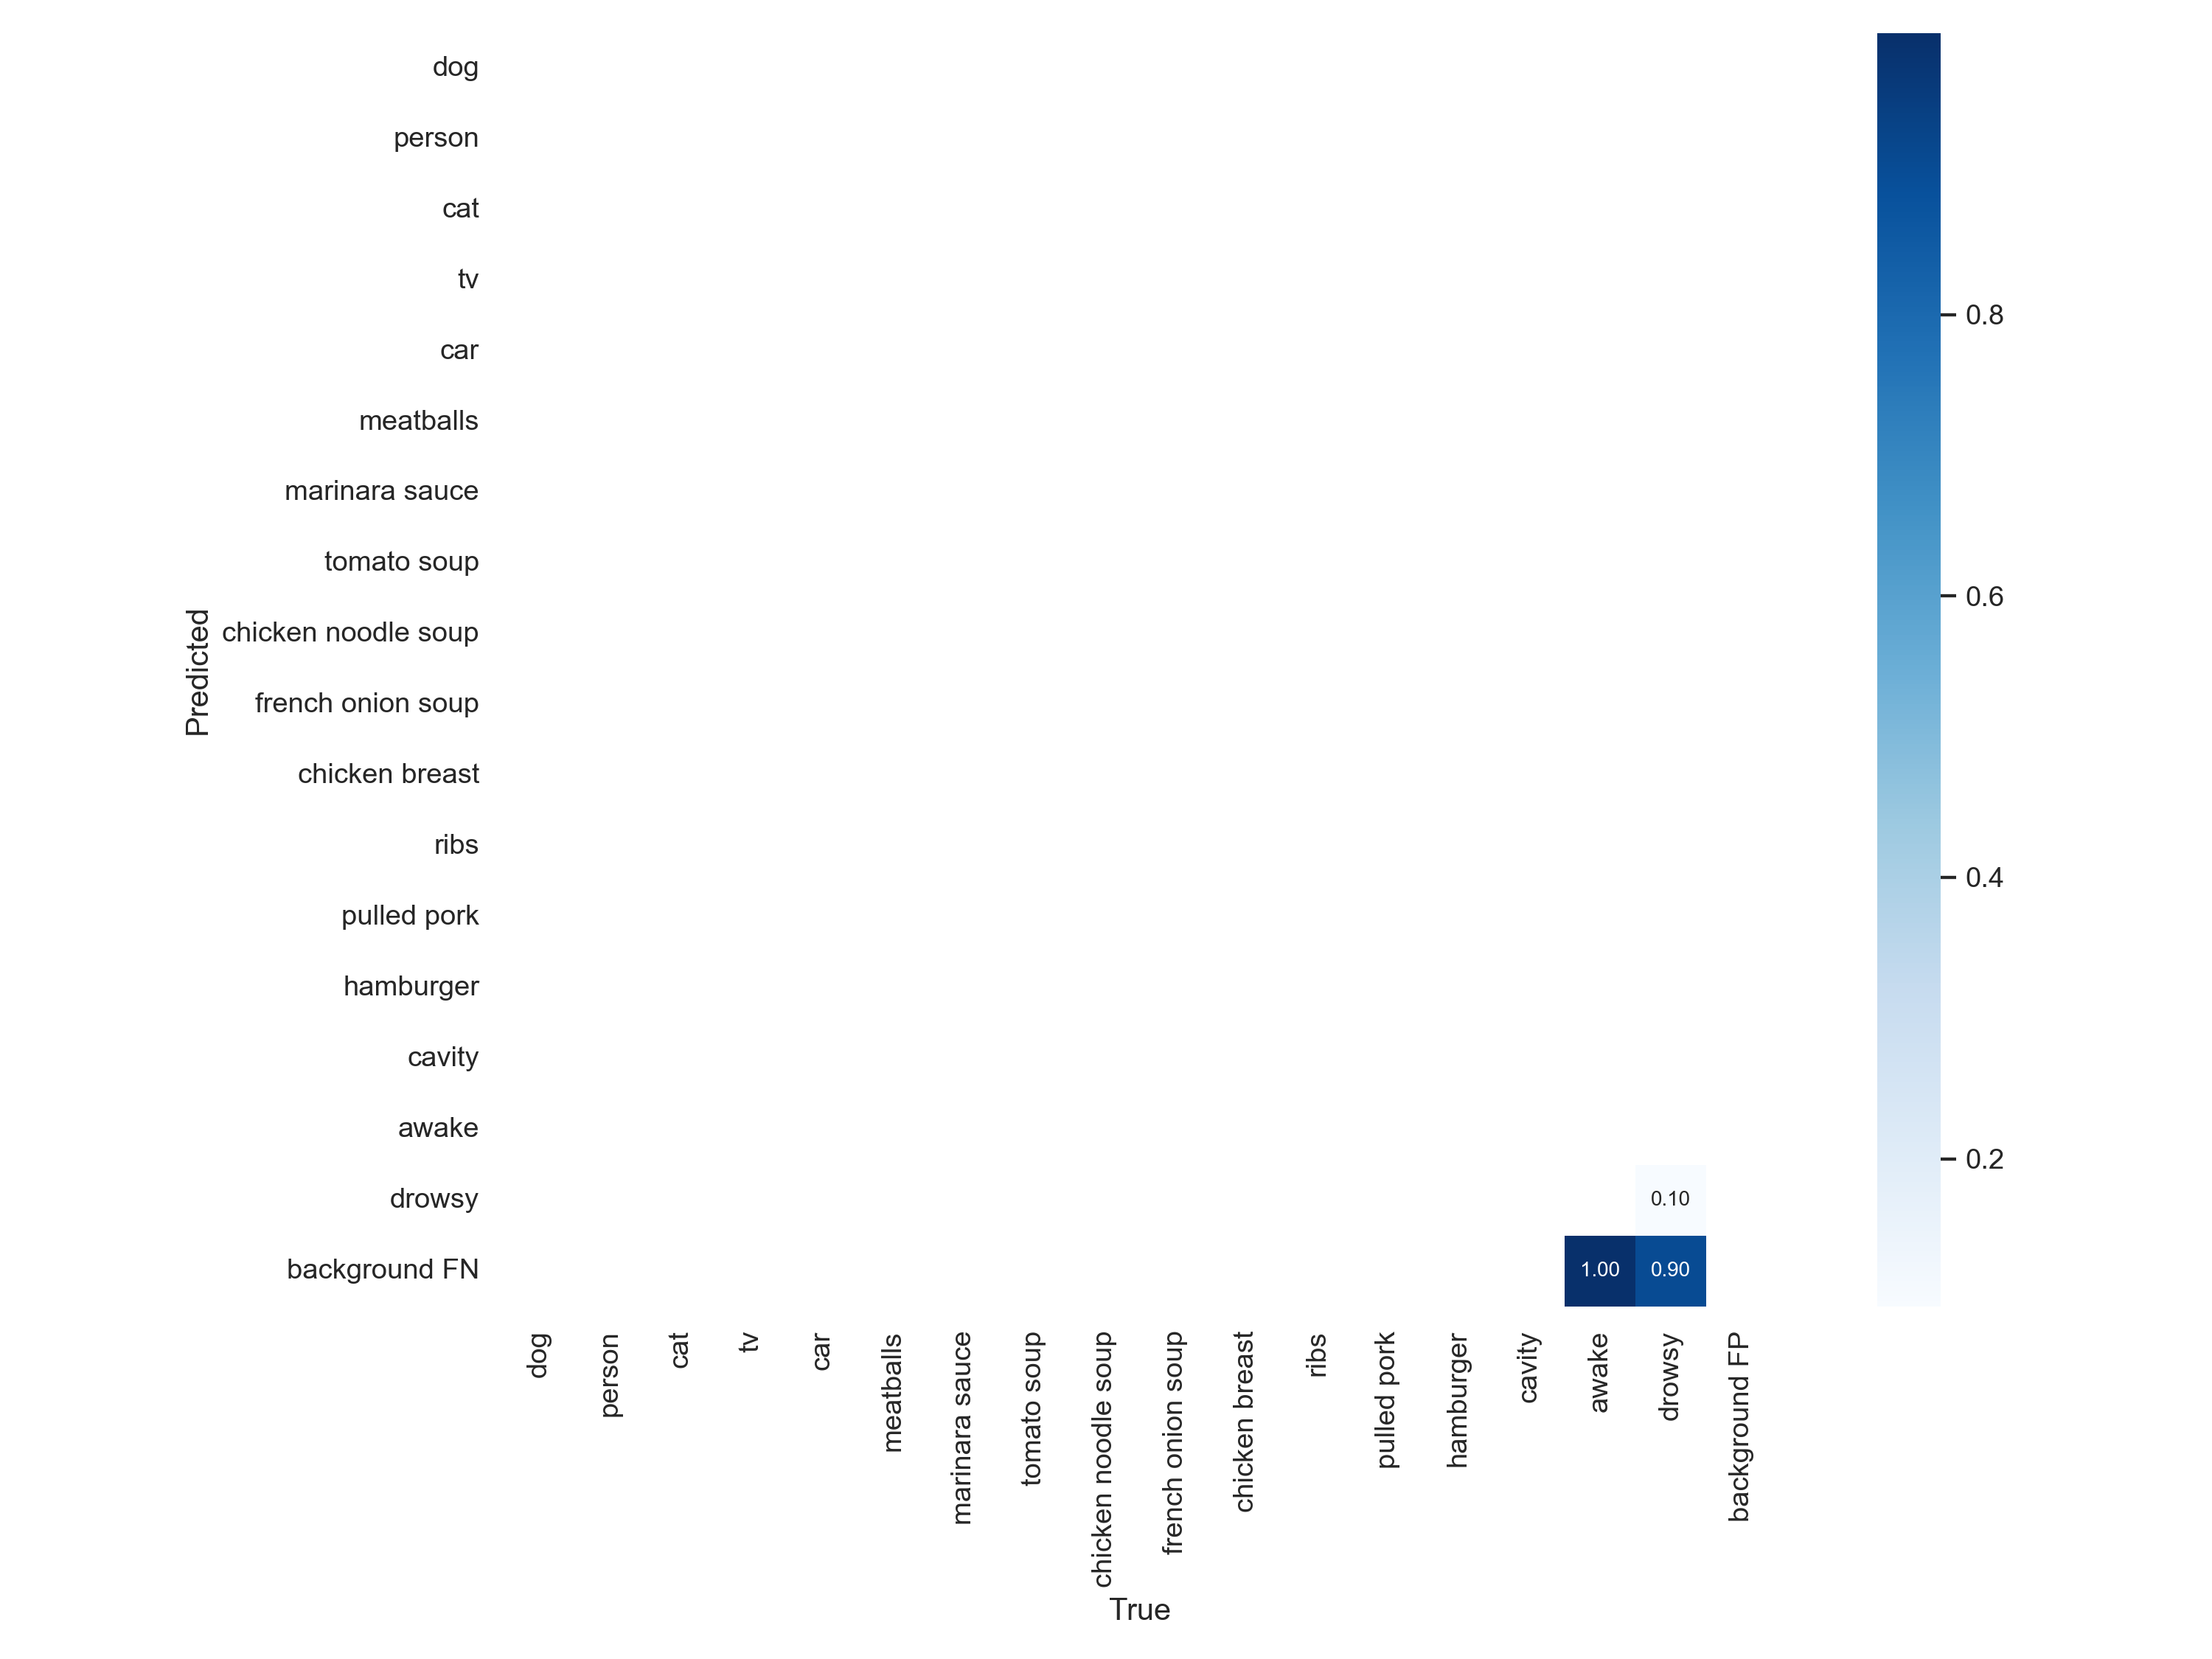 dog
person
cat
tv
car
meatballs
marinara sauce
tomato soup
chicken noodle soup
french onion soup
chicken breast
ribs
pulled pork
hamburger
cavity
awake
drowsy
background FN
Predicted
0.10
1.00 0.90
dog
person
cat
tv
car
meatballs
marinara sauce
tomato soup
chicken noodle soup
french onion soup
chicken breast
ribs
pulled pork
hamburger
cavity
awake
drowsy
background FP
True
0.8
0.6
0.4
0.2